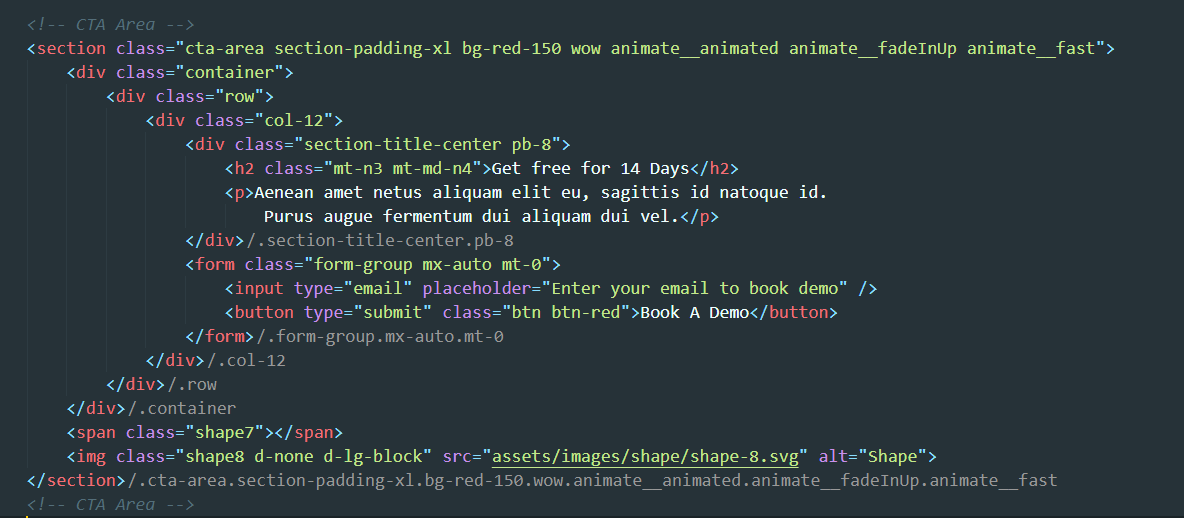 <!-- CTA Area -->
<section class="cta-area section-padding-xl bg-red-150 wow animate__animated animate__fadeInUp animate__fast">
    <div class="container">
        <div class="row">
            <div class="col-12">
                <div class="section-title-center pb-8">
                    <h2 class="mt-n3 mt-md-n4">Get free for 14 Days</h2>
                    <p>Aenean amet netus aliquam elit eu, sagittis id natoque id.
                        Purus augue fermentum dui aliquam dui vel.</p>
                </div>/.section-title-center.pb-8
                <form class="form-group mx-auto mt-0">
                    <input type="email" placeholder="Enter your email to book demo" />
                    <button type="submit" class="btn btn-red">Book A Demo</button>
                </form>/.form-group.mx-auto.mt-0
            </div>/.col-12
        </div>/.row
    </div>/.container
    <span class="shape7"></span>
    <img class="shape8 d-none d-lg-block" src="assets/images/shape/shape-8.svg" alt="Shape">
</section>/.cta-area.section-padding-xl.bg-red-150.wow.animate__animated.animate__fadeInUp.animate__fast
<!-- CTA Area -->